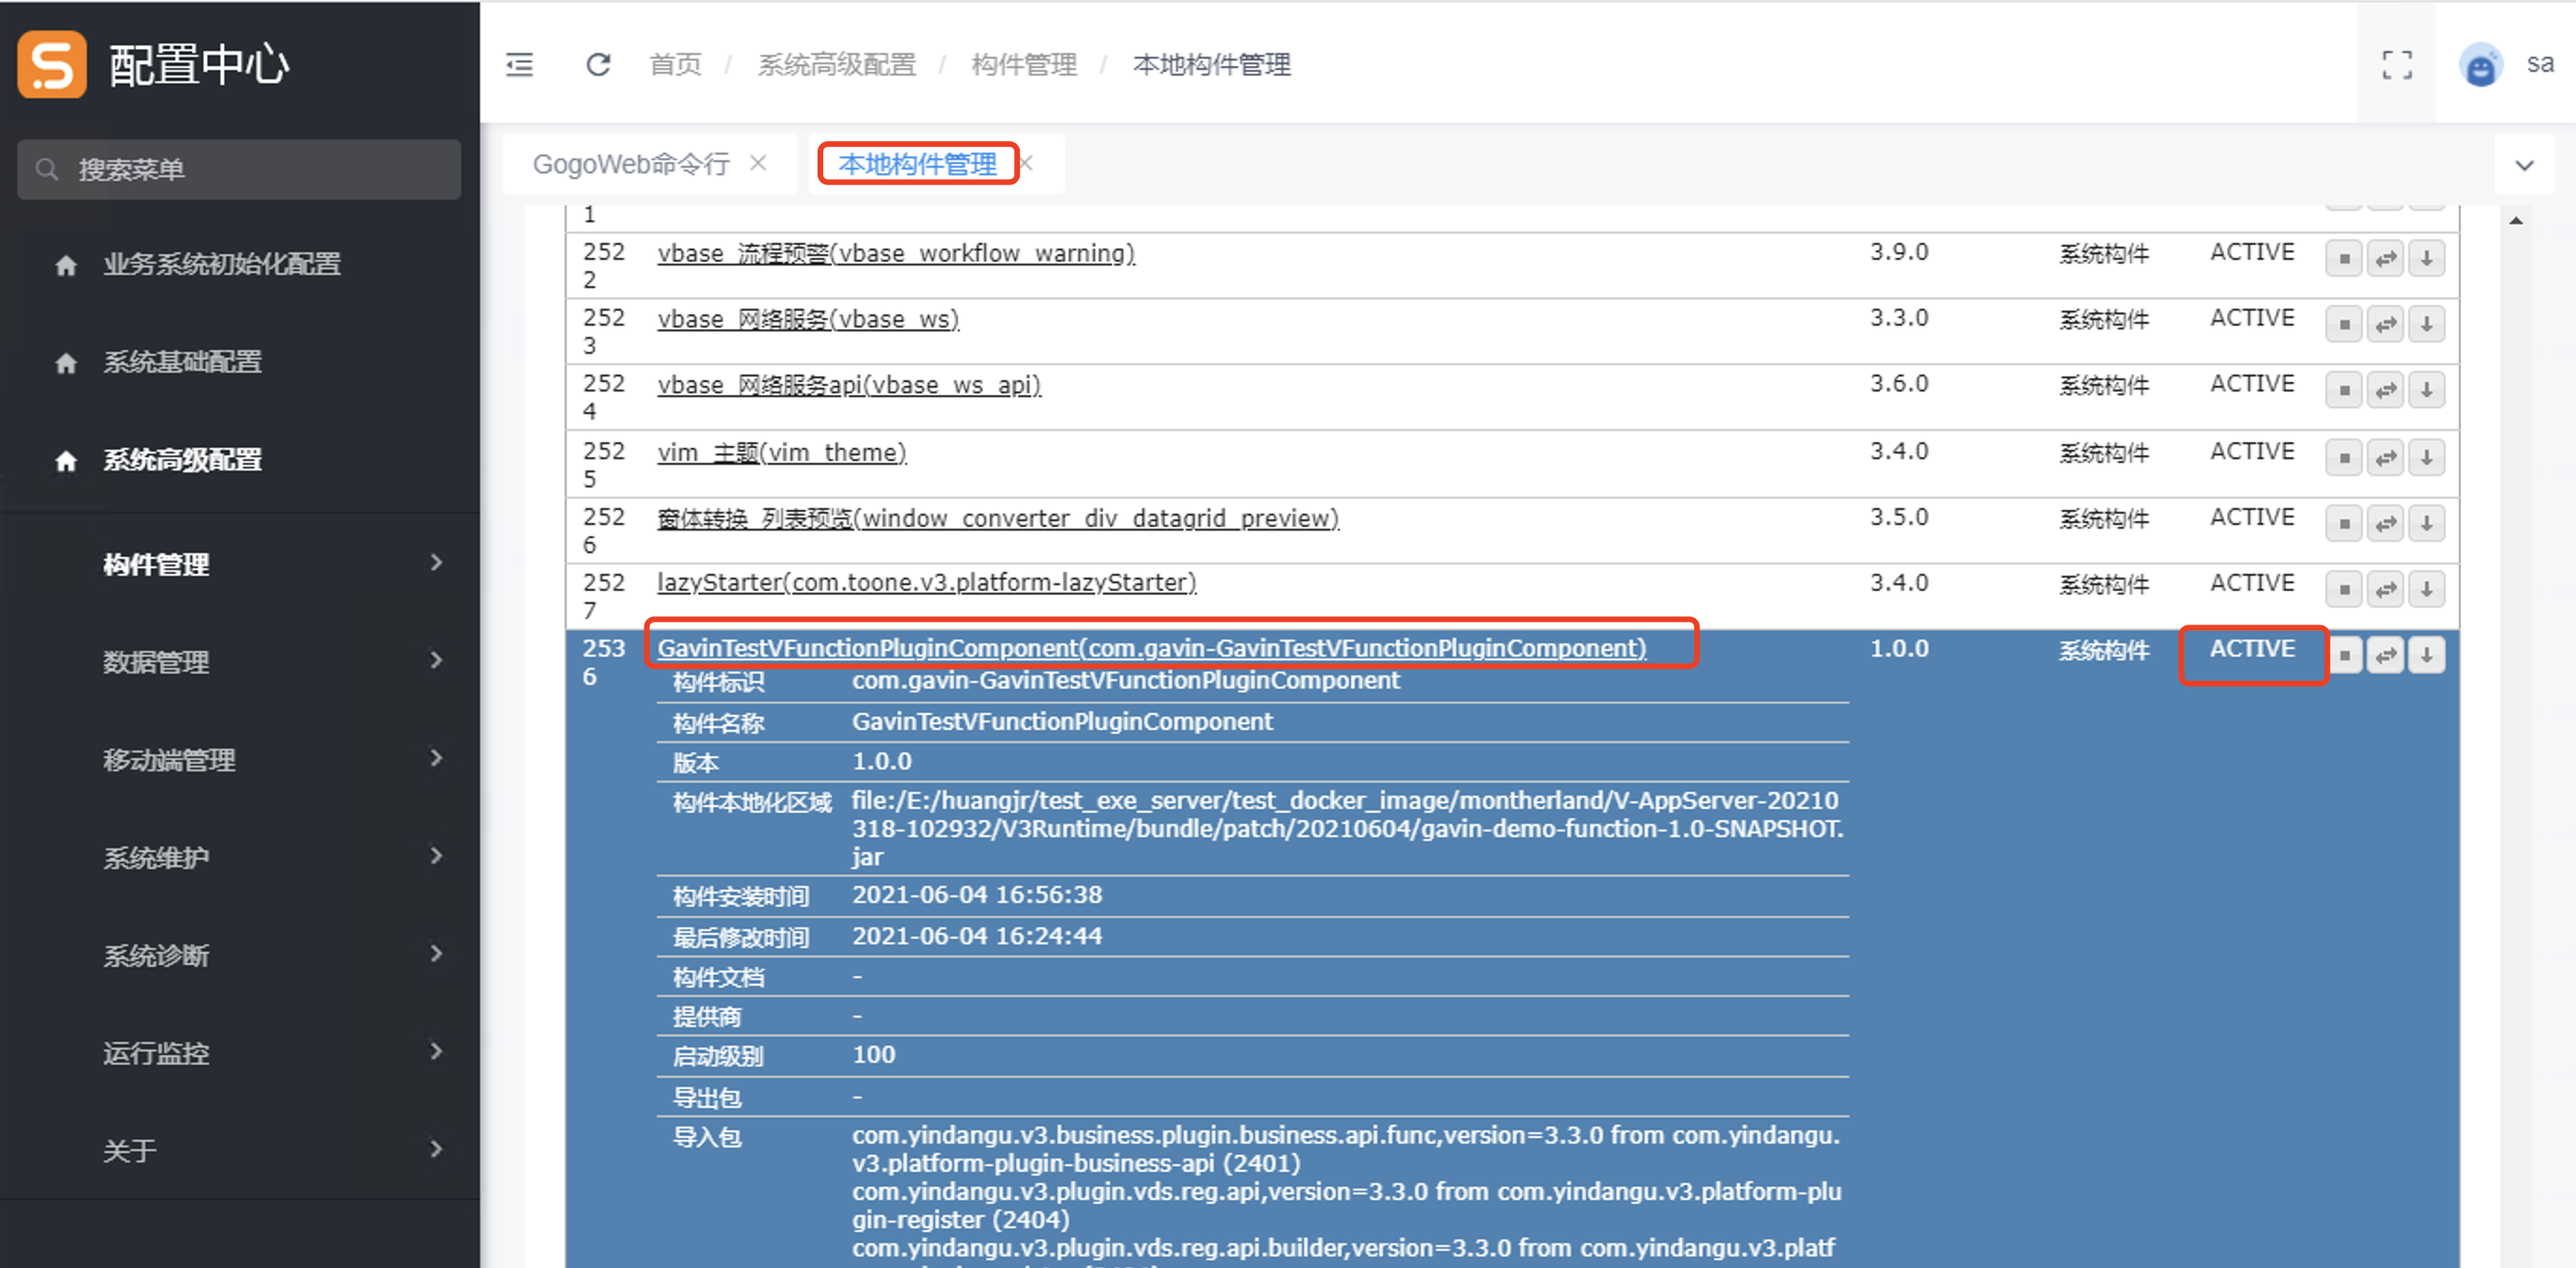 配置中心
搜索菜单
业务系统初始化配置
系统基础配置
系统高级配置
构件管理
数据管理
移动端管理
系统维护
系统诊断
运行监控
关于
首页 / 系统高级配置 / 构件管理 / 本地构件管理
sa
GogoWeb命令行
本地构件管理
1
2522 vbase_流程预警(vbase_workflow_warning) 3.9.0 系统构件 ACTIVE
2523 vbase_网络服务(vbase_ws) 3.3.0 系统构件 ACTIVE
2524 vbase_网络服务api(vbase_ws_api) 3.6.0 系统构件 ACTIVE
2525 vim_主题(vim_theme) 3.4.0 系统构件 ACTIVE
2526 窗体转换_列表预览(window_converter_div_datagrid_preview) 3.5.0 系统构件 ACTIVE
2527 lazyStarter(com.toone.v3.platform-lazyStarter) 3.4.0 系统构件 ACTIVE
2536 GavinTestVFunctionPluginComponent(com.gavin-GavinTestVFunctionPluginComponent) 1.0.0 系统构件 ACTIVE
构件标识 com.gavin-GavinTestVFunctionPluginComponent
构件名称 GavinTestVFunctionPluginComponent
版本 1.0.0
构件本地化区域 file:/E:/huangjr/test_exe_server/test_docker_image/montherland/V-AppServer-20210
318-102932/V3Runtime/bundle/patch/20210604/gavin-demo-function-1.0-SNAPSHOT.
jar
构件安装时间 2021-06-04 16:56:38
最后修改时间 2021-06-04 16:24:44
构件文档 -
提供商 -
启动级别 100
导出包 -
导入包 com.yindangu.v3.business.plugin.business.api.func,version=3.3.0 from com.yindangu.
v3.platform-plugin-business-api (2401)
com.yindangu.v3.plugin.vds.reg.api,version=3.3.0 from com.yindangu.v3.platform-plu
gin-register (2404)
com.yindangu.v3.plugin.vds.reg.api.builder,version=3.3.0 from com.yindangu.v3.platf